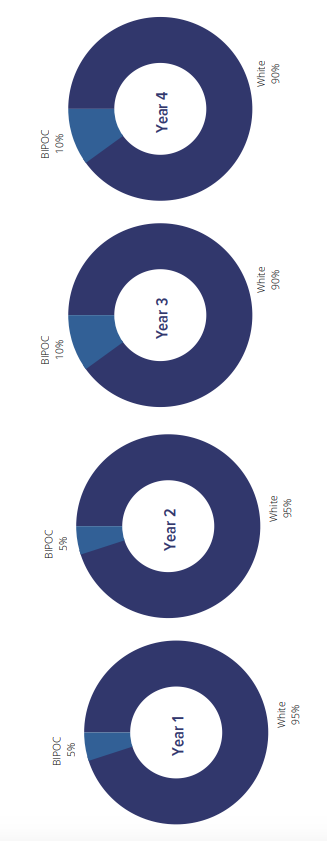 BIPOC
5%
Year 1
White
95%
BIPOC
5%
Year 2
White
95%
BIPOC
10%
Year 3
White
90%
BIPOC
10%
Year 4
White
90%